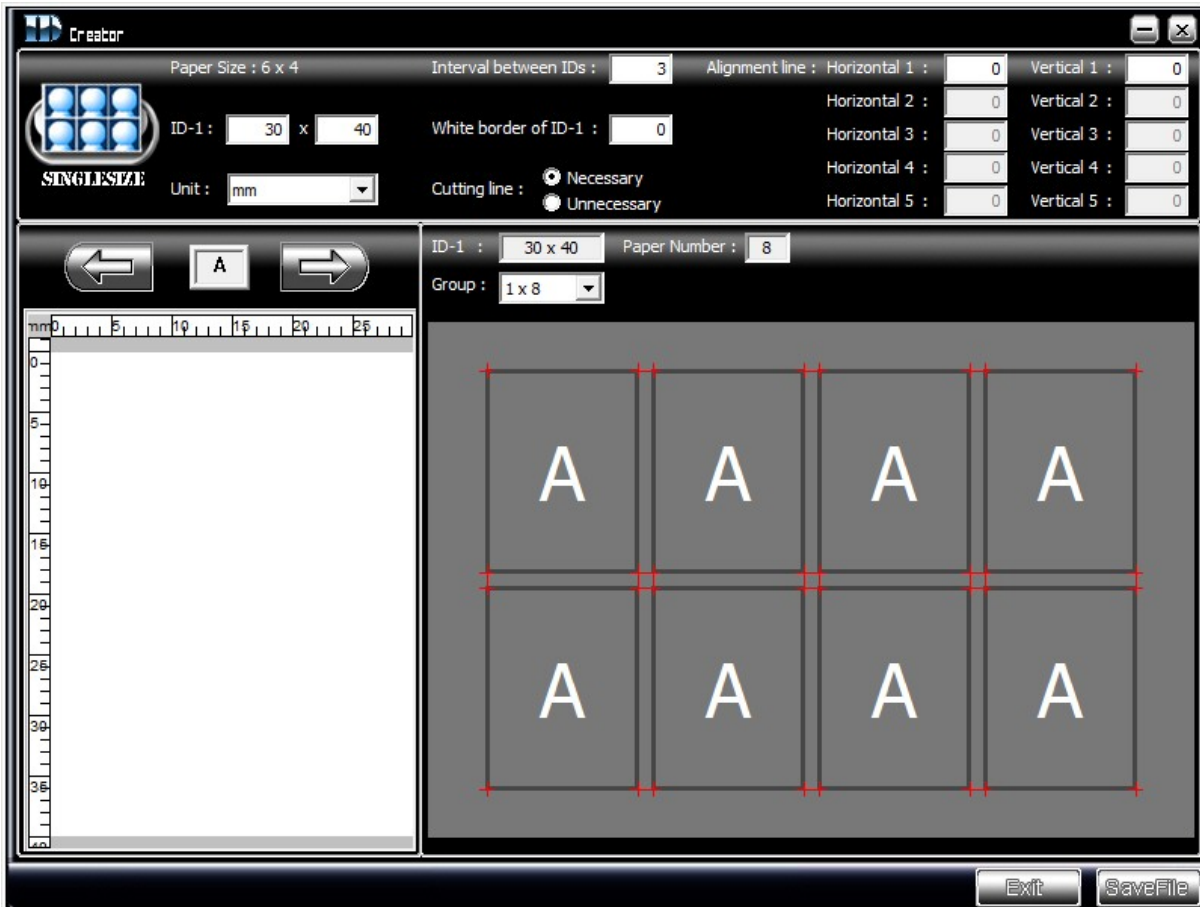 ID Creator
Paper Size : 6 x 4
Interval between IDs : 3
Alignment line : Horizontal 1 : 0 Vertical 1 : 0
Horizontal 2 : 0 Vertical 2 : 0
ID-1 : 30 x 40
White border of ID-1 : 0
Horizontal 3 : 0 Vertical 3 : 0
Horizontal 4 : 0 Vertical 4 : 0
SINGLESIZE
Unit : mm
Cutting line : Necessary
Unnecessary
Horizontal 5 : 0 Vertical 5 : 0
A
ID-1 : 30 x 40 Paper Number : 8
Group : 1 x 8
mm 0 5 10 15 20 25
0
5
10
15
20
25
30
35
40
A A A A
A A A A
Exit SaveFile